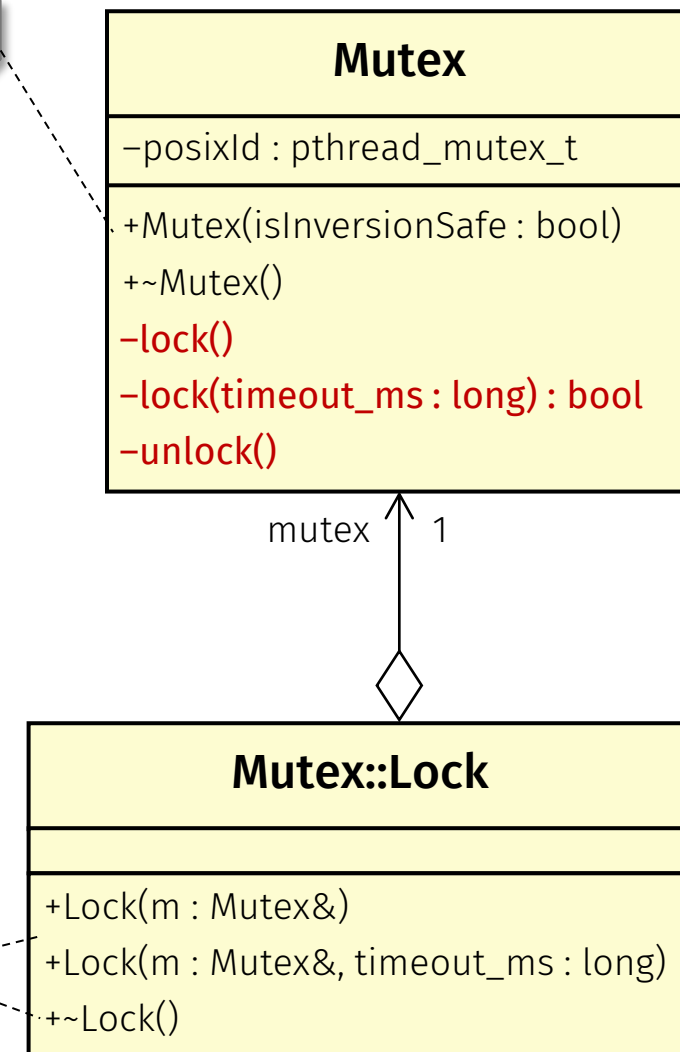 Mutex
–posixId : pthread_mutex_t
+Mutex(isInversionSafe : bool)
+~Mutex()
–lock()
–lock(timeout_ms : long) : bool
–unlock()
mutex 1
Mutex::Lock
+Lock(m : Mutex&)
+Lock(m : Mutex&, timeout_ms : long)
+~Lock()